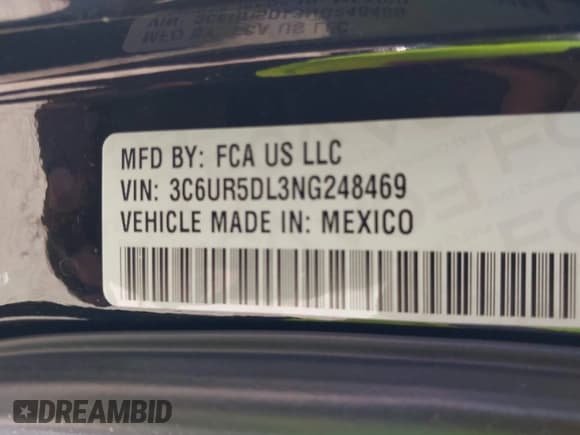 MFD BY: FCA US LLC
VIN: 3C6UR5DL3NG248469
VEHICLE MADE IN: MEXICO
DREAMBID